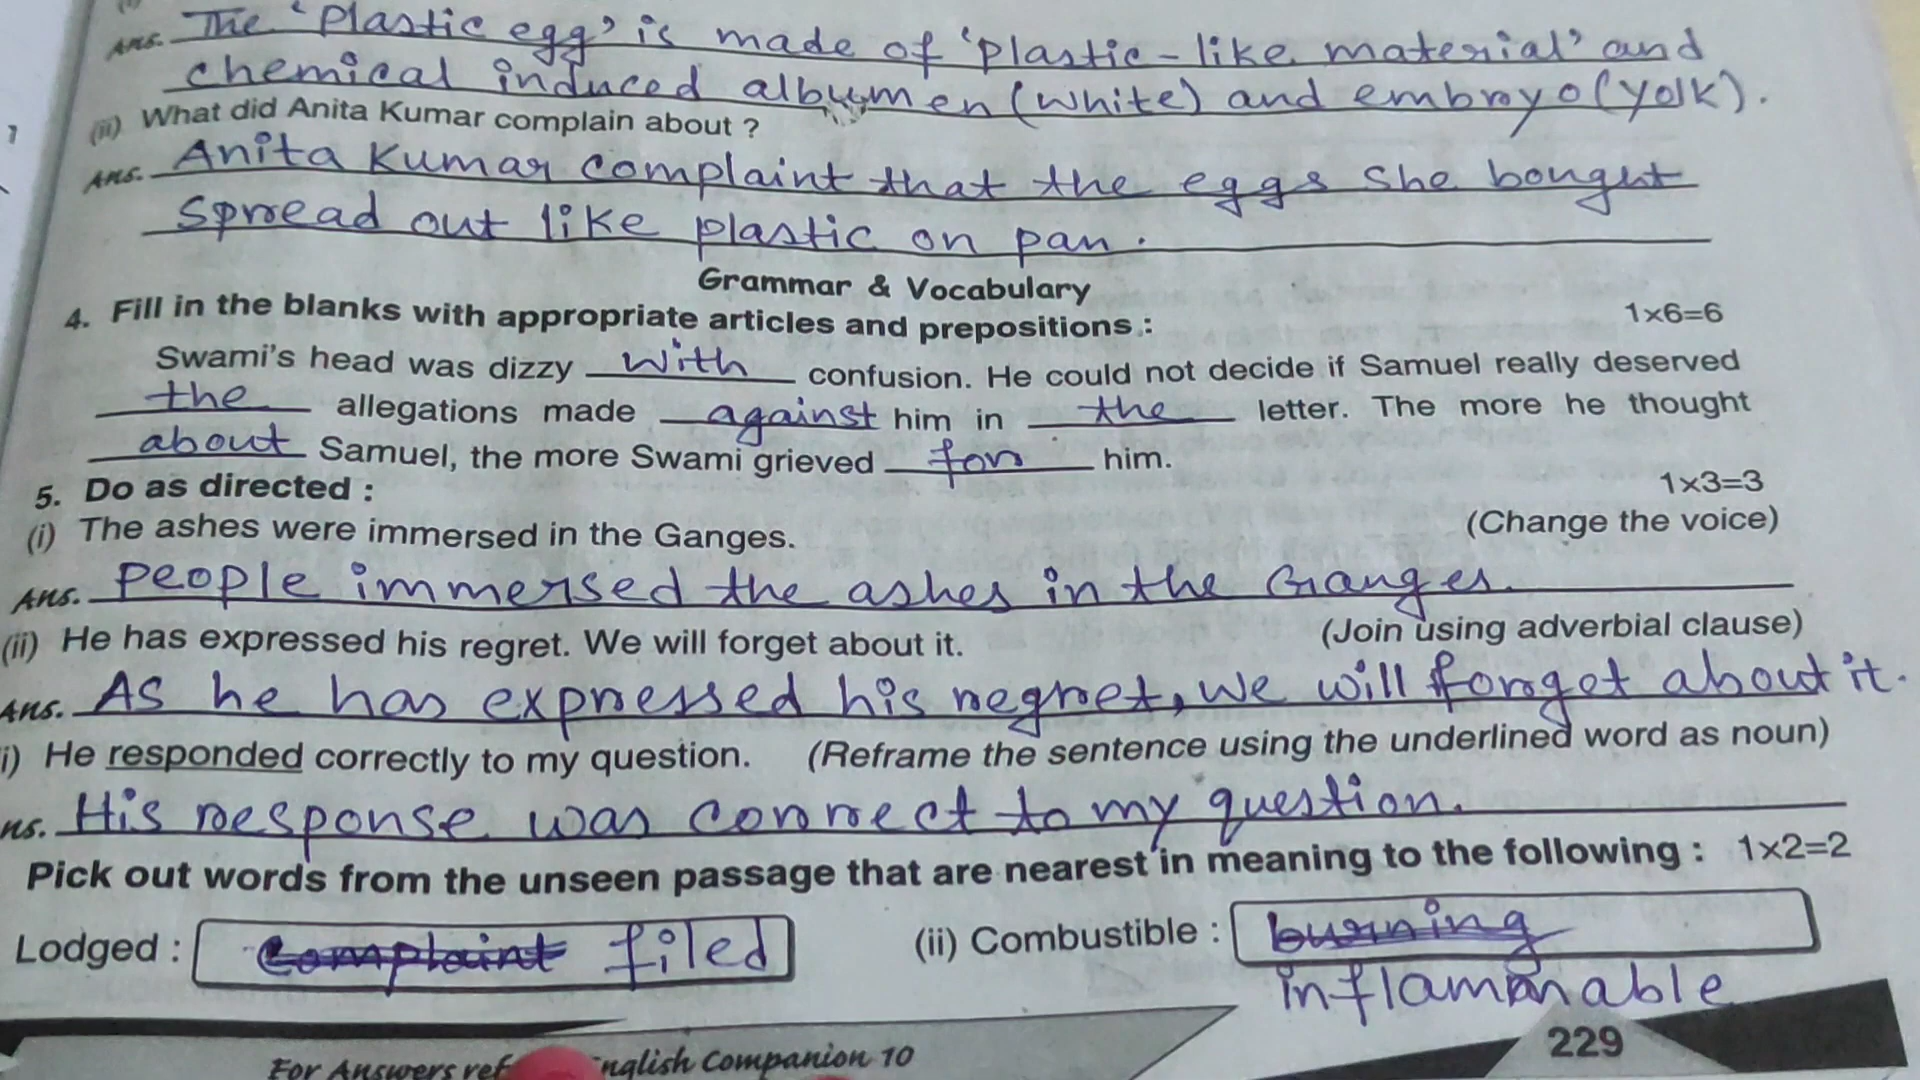 Ans. The 'Plastic egg' is made of 'Plastic-like material' and
chemical induced albumen (white) and embryo (yolk).
(ii) What did Anita Kumar complain about ?
Ans. Anita Kumar complaint that the eggs she bought
spread out like plastic on pan.
Grammar & Vocabulary
4. Fill in the blanks with appropriate articles and prepositions : 1x6=6
Swami's head was dizzy with confusion. He could not decide if Samuel really deserved
the allegations made against him in the letter. The more he thought
about Samuel, the more Swami grieved for him.
5. Do as directed : 1x3=3
(i) The ashes were immersed in the Ganges. (Change the voice)
Ans. People immersed the ashes in the Ganges.
(ii) He has expressed his regret. We will forget about it. (Join using adverbial clause)
Ans. As he has expressed his regret, we will forget about it.
i) He responded correctly to my question. (Reframe the sentence using the underlined word as noun)
ns. His response was correct to my question.
Pick out words from the unseen passage that are nearest in meaning to the following : 1x2=2
Lodged : complaint filed (ii) Combustible : burning
inflammable
229
For Answers ref nglish Companion 10